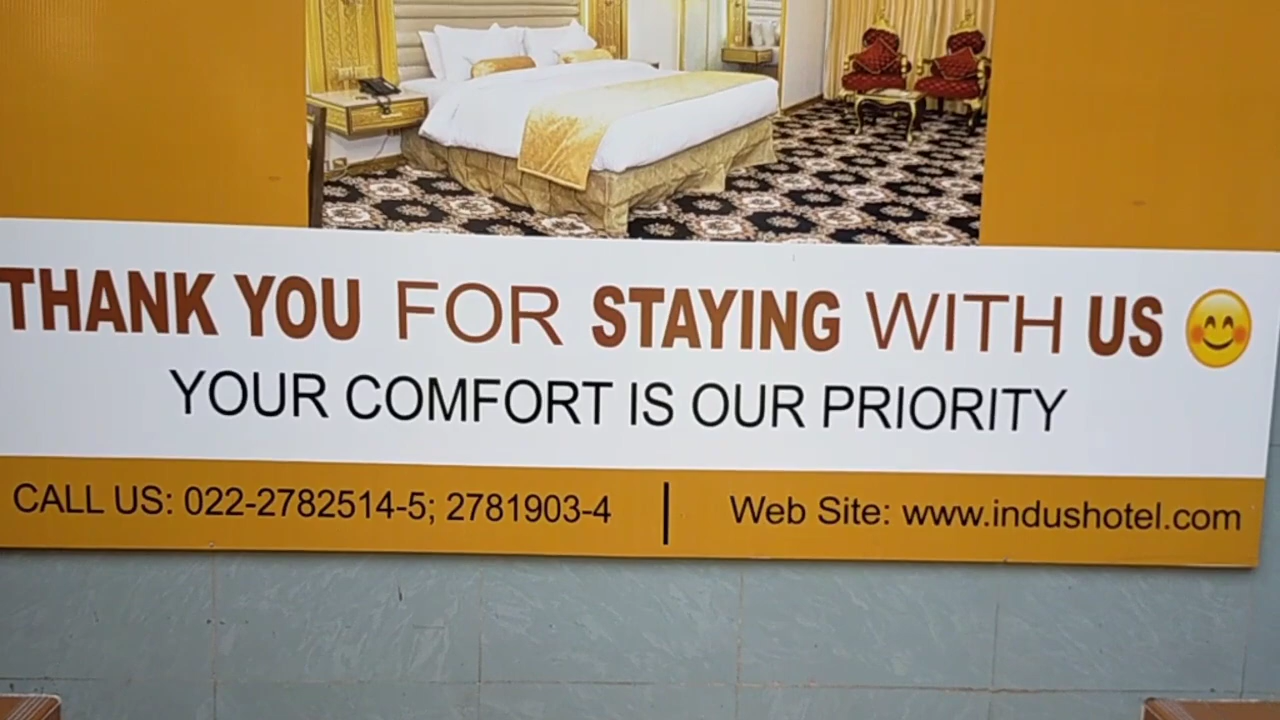 THANK YOU FOR STAYING WITH US 😊
YOUR COMFORT IS OUR PRIORITY
CALL US: 022-2782514-5; 2781903-4 | Web Site: www.indushotel.com